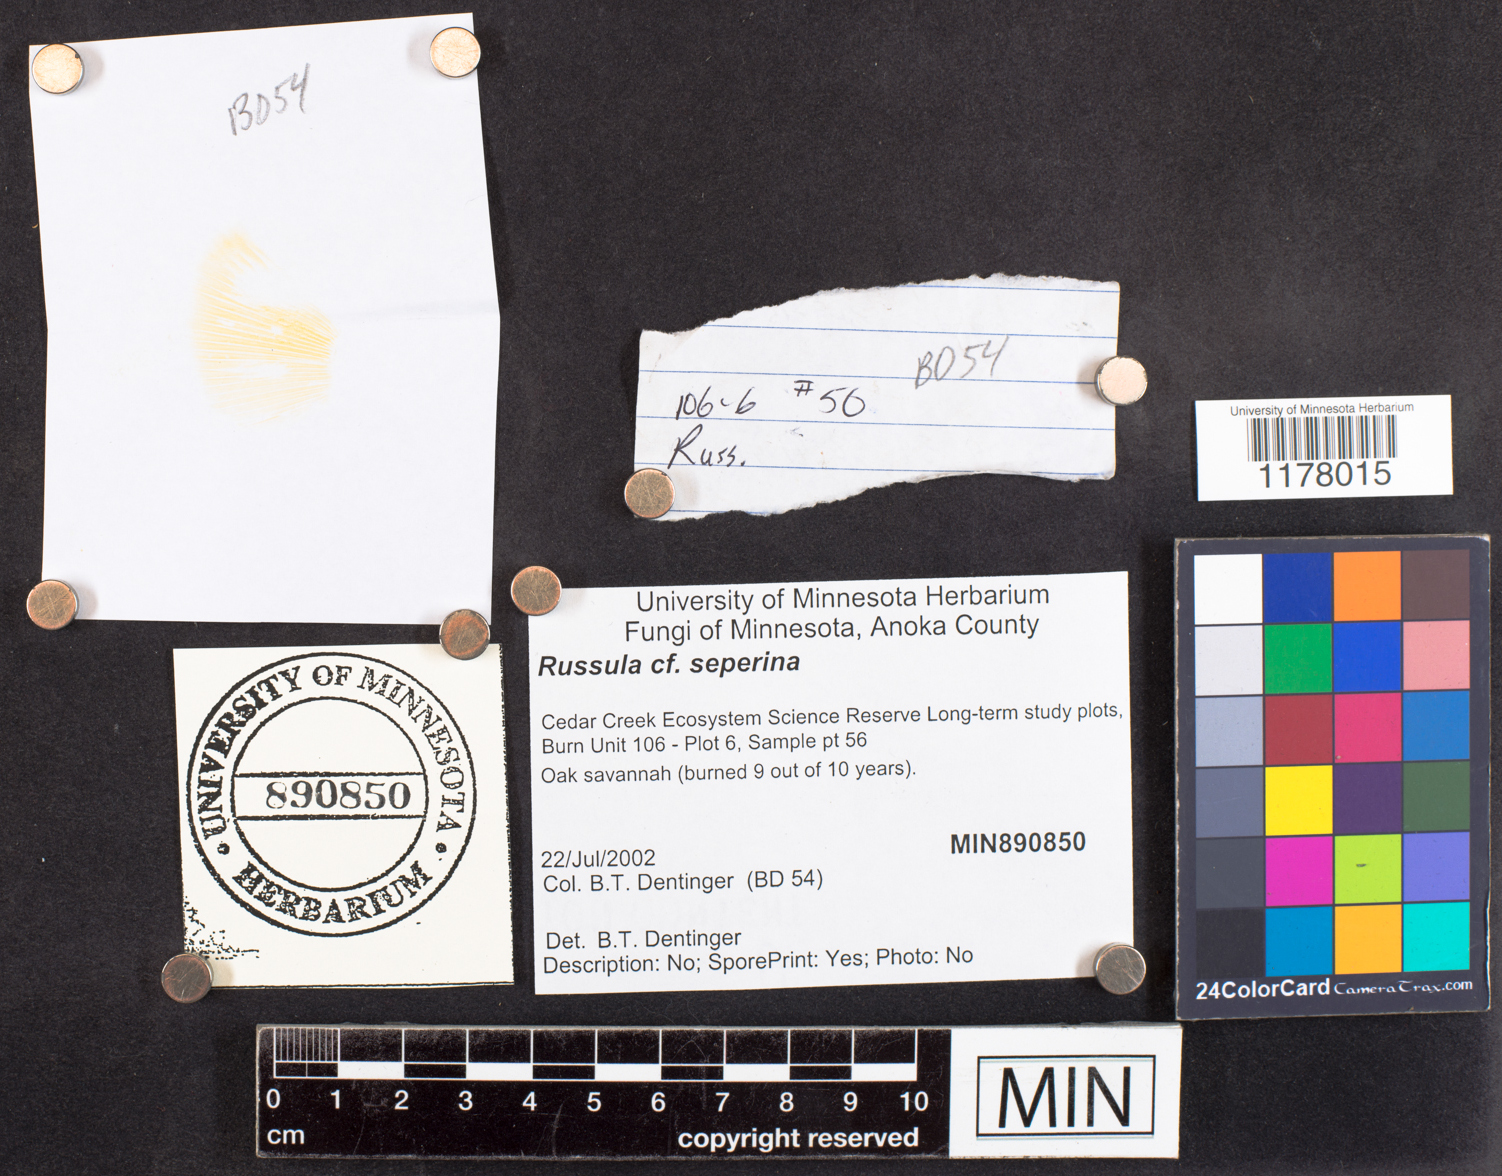 BD54
106-6 #56
BD54
Russ.
University of Minnesota Herbarium
1178015
University of Minnesota Herbarium
Fungi of Minnesota, Anoka County
Russula cf. seperina
Cedar Creek Ecosystem Science Reserve Long-term study plots,
Burn Unit 106 - Plot 6, Sample pt 56
Oak savannah (burned 9 out of 10 years).
MIN890850
22/Jul/2002
Col. B.T. Dentinger (BD 54)
Det. B.T. Dentinger
Description: No; SporePrint: Yes; Photo: No
UNIVERSITY OF MINNESOTA
890850
HERBARIUM
24ColorCard CameraTrax.com
0 1 2 3 4 5 6 7 8 9 10
cm
copyright reserved
MIN